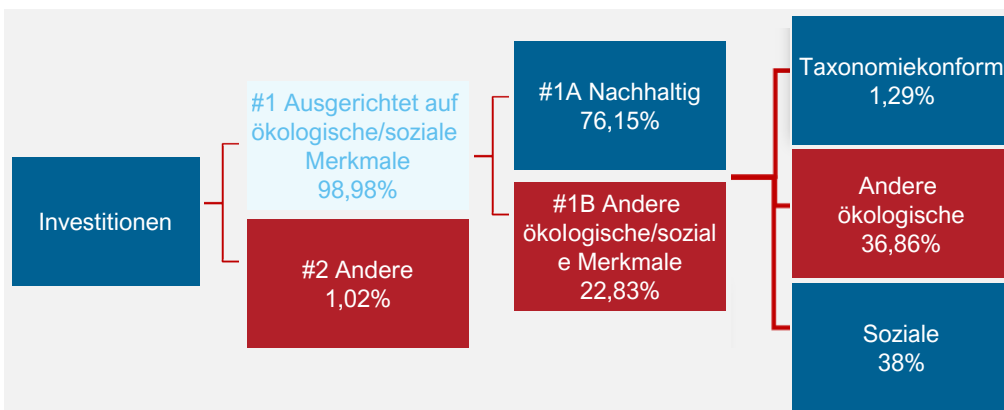 Investitionen
#1 Ausgerichtet auf
ökologische/soziale
Merkmale
98,98%
#2 Andere
1,02%
#1A Nachhaltig
76,15%
#1B Andere
ökologische/sozial
e Merkmale
22,83%
Taxonomiekonform
1,29%
Andere
ökologische
36,86%
Soziale
38%